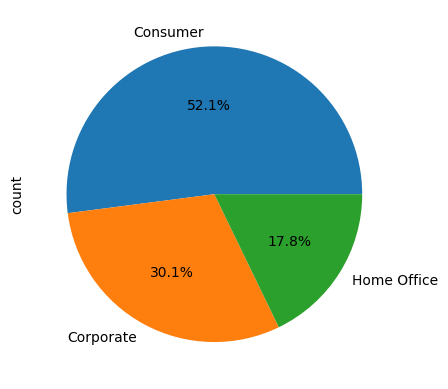 Consumer
52.1%
count
17.8%
30.1%
Home Office
Corporate